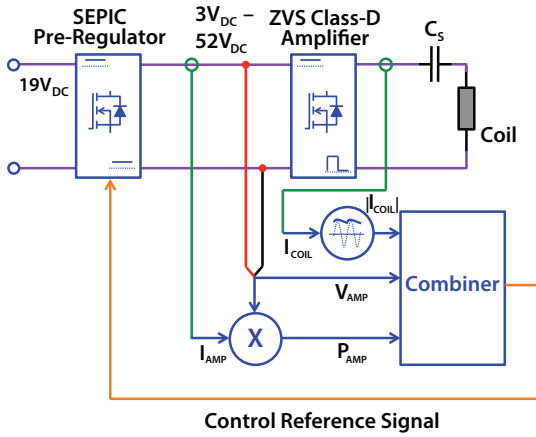 SEPIC
Pre-Regulator
3V_DC –
52V_DC
ZVS Class-D
Amplifier
C_S
19V_DC
Coil
|I_COIL|
I_COIL
V_AMP
Combiner
X
I_AMP
P_AMP
Control Reference Signal